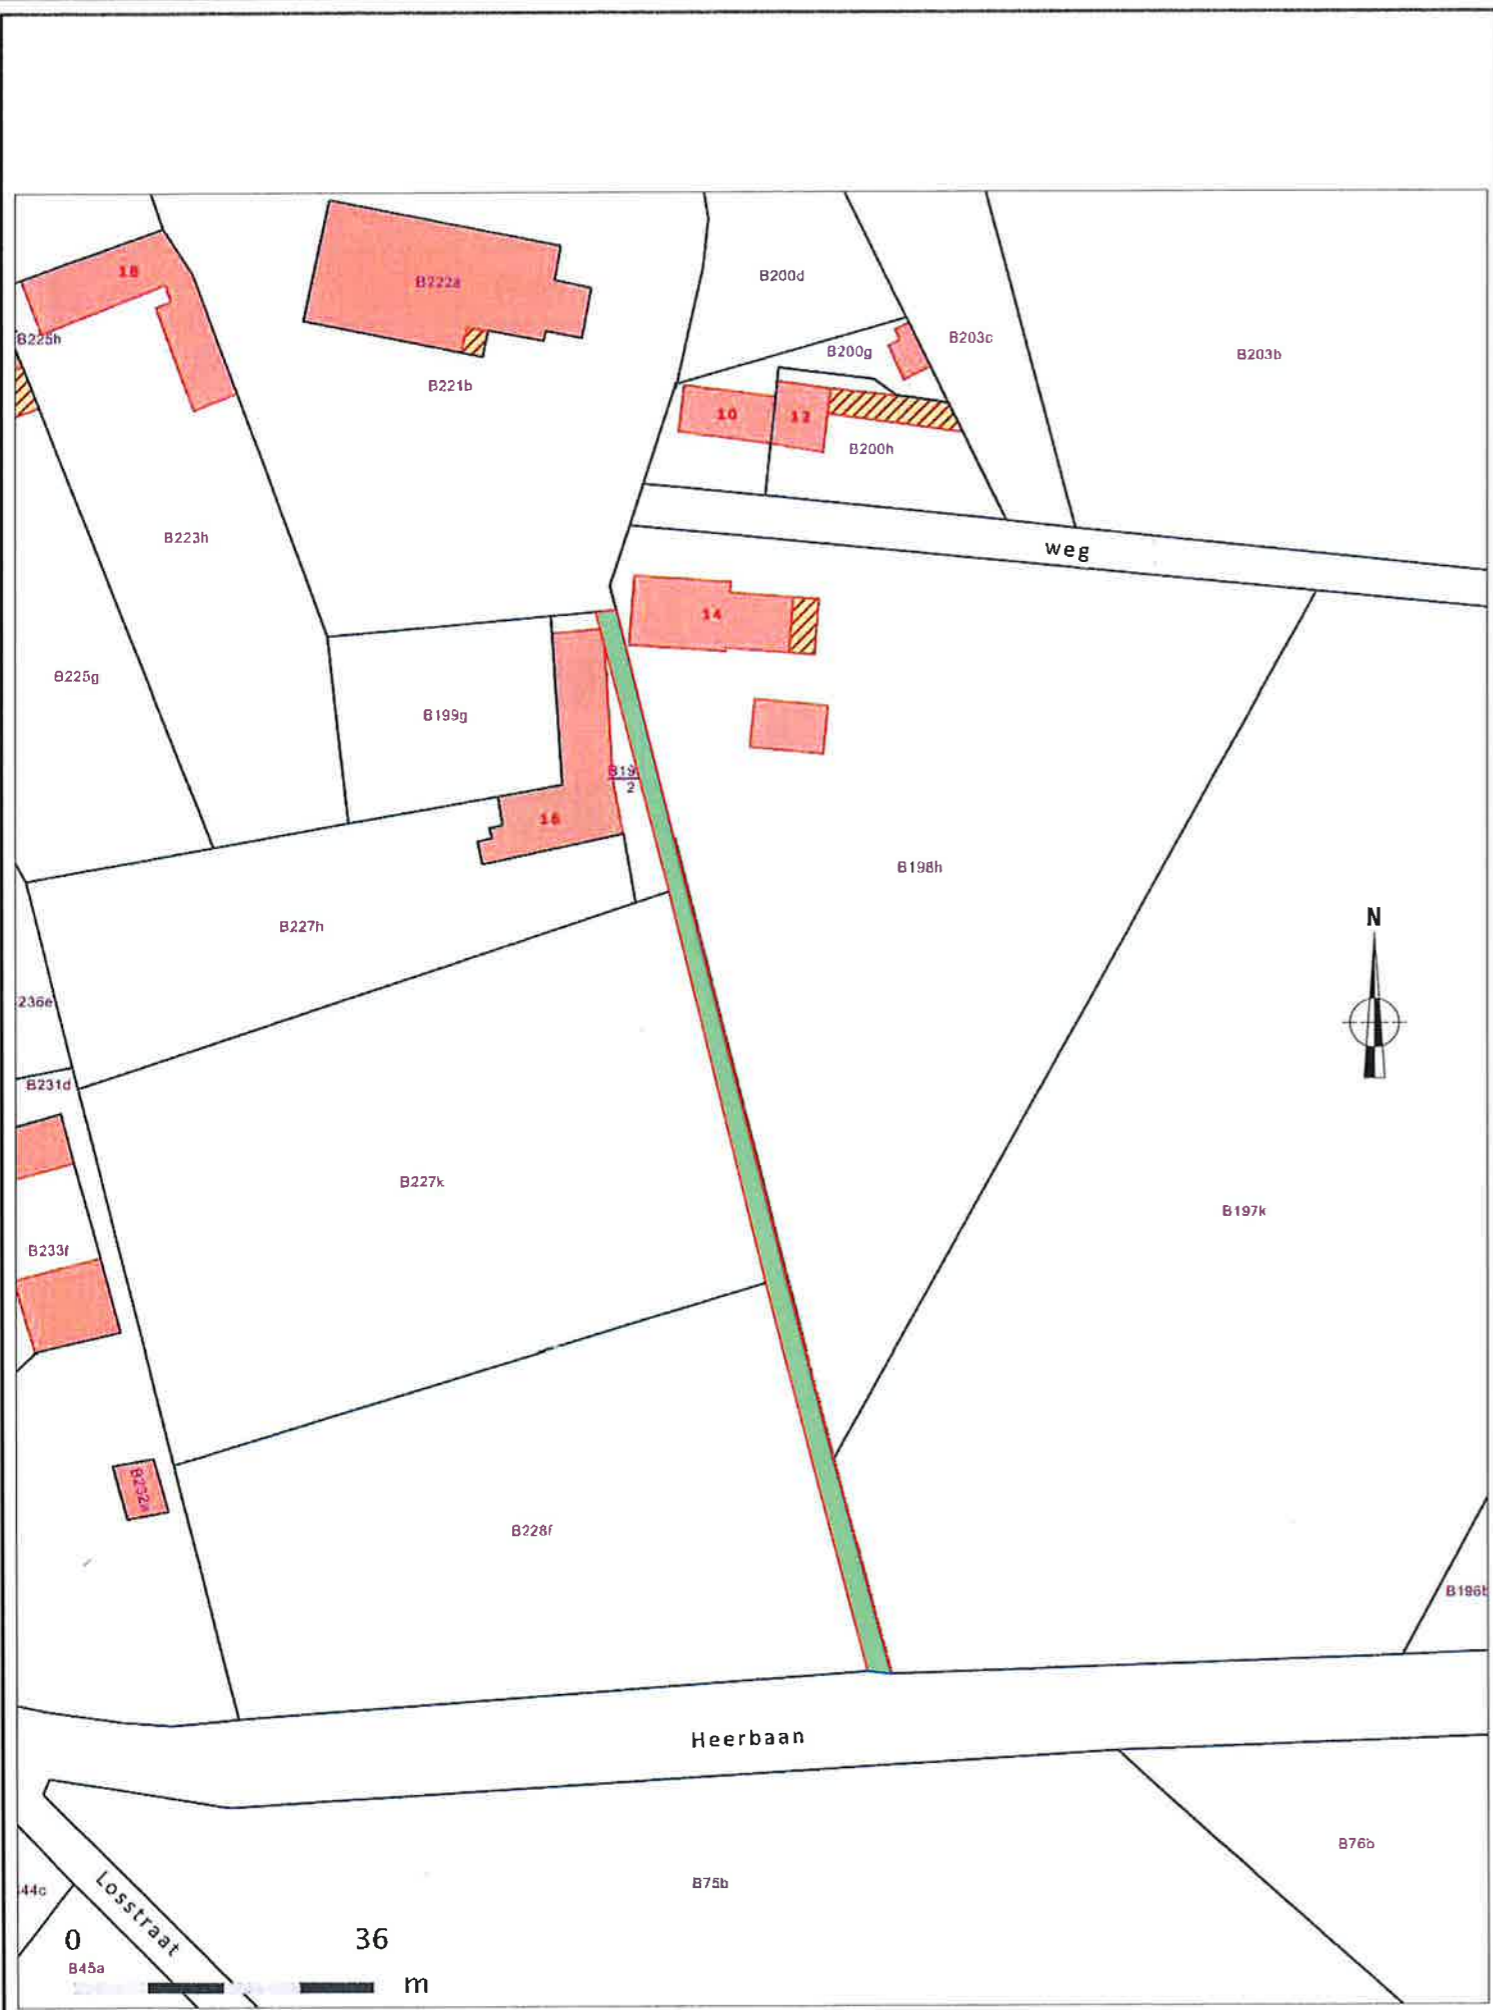 18
B222a
B200d
B225h
B200g
B203c
B203b
B221b
10
12
B200h
B223h
weg
14
B225g
B199g
B19
2
16
B198h
N
B227h
236e
B231d
B227k
B197k
B233f
B232a
B228f
B196b
Heerbaan
B76b
B75b
44c
Losstraat
0 36
B45a
m